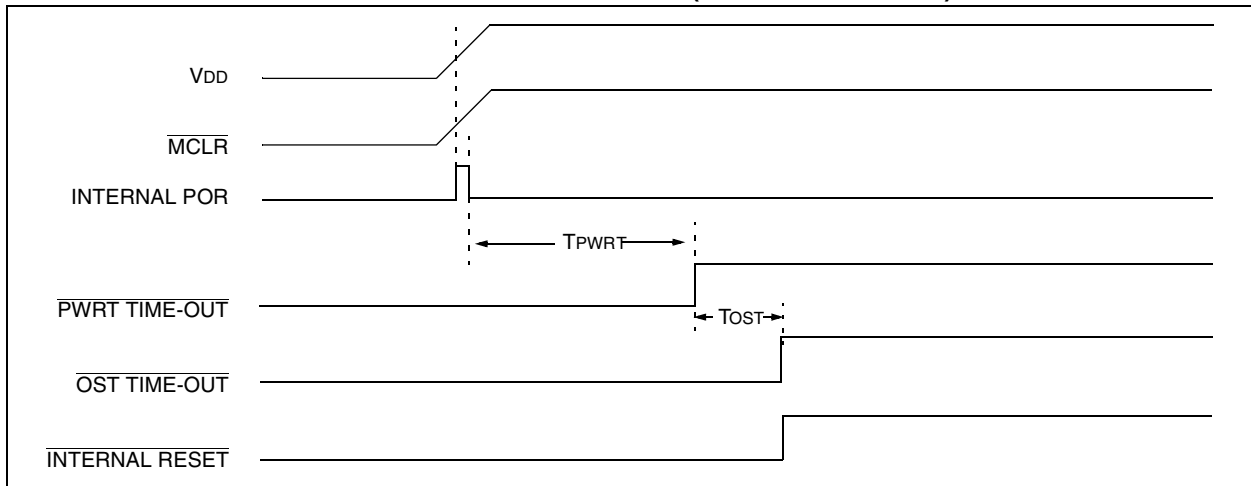 VDD
MCLR
INTERNAL POR
TPWRT
PWRT TIME-OUT
TOST
OST TIME-OUT
INTERNAL RESET